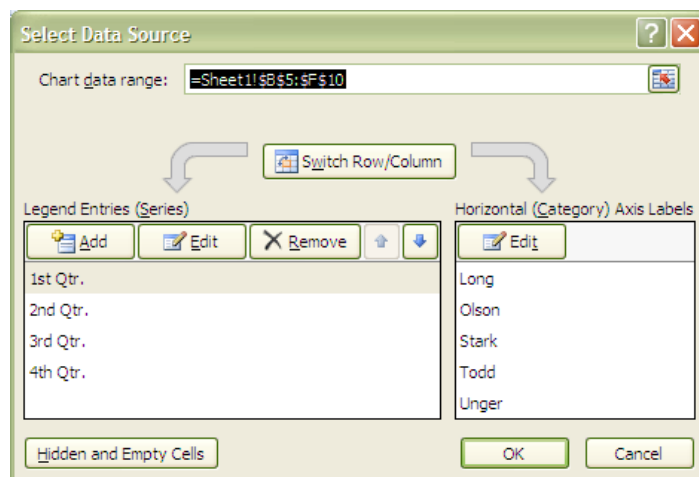 Select Data Source
Chart data range: =Sheet1!$B$5:$F$10
Switch Row/Column
Legend Entries (Series)
Add Edit Remove
1st Qtr.
2nd Qtr.
3rd Qtr.
4th Qtr.
Horizontal (Category) Axis Labels
Edit
Long
Olson
Stark
Todd
Unger
Hidden and Empty Cells
OK Cancel